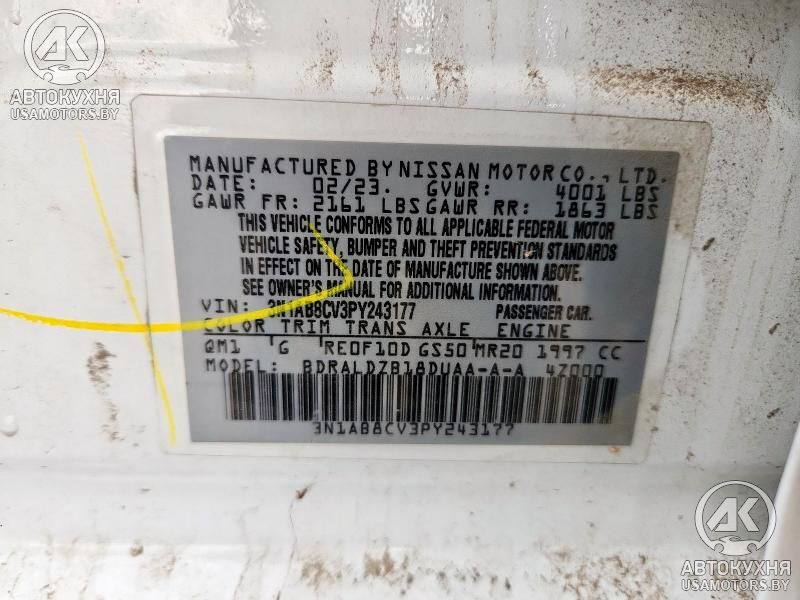 AK
АВТОКУХНЯ
USAMOTORS.BY
MANUFACTURED BY NISSAN MOTOR CO., LTD.
DATE: 02/23. GVWR: 4001 LBS
GAWR FR: 2161 LBS GAWR RR: 1863 LBS
THIS VEHICLE CONFORMS TO ALL APPLICABLE FEDERAL MOTOR
VEHICLE SAFETY, BUMPER AND THEFT PREVENTION STANDARDS
IN EFFECT ON THE DATE OF MANUFACTURE SHOWN ABOVE.
SEE OWNER'S MANUAL FOR ADDITIONAL INFORMATION.
VIN: 3N1AB8CV3PY243177 PASSENGER CAR.
COLOR TRIM TRANS AXLE ENGINE
QM1 G RE0F10D GS50 MR20 1997 CC
MODEL: BDRALDZB18DUAA-A-A 4Z000
3N1AB8CV3PY243177
AK
АВТОКУХНЯ
USAMOTORS.BY